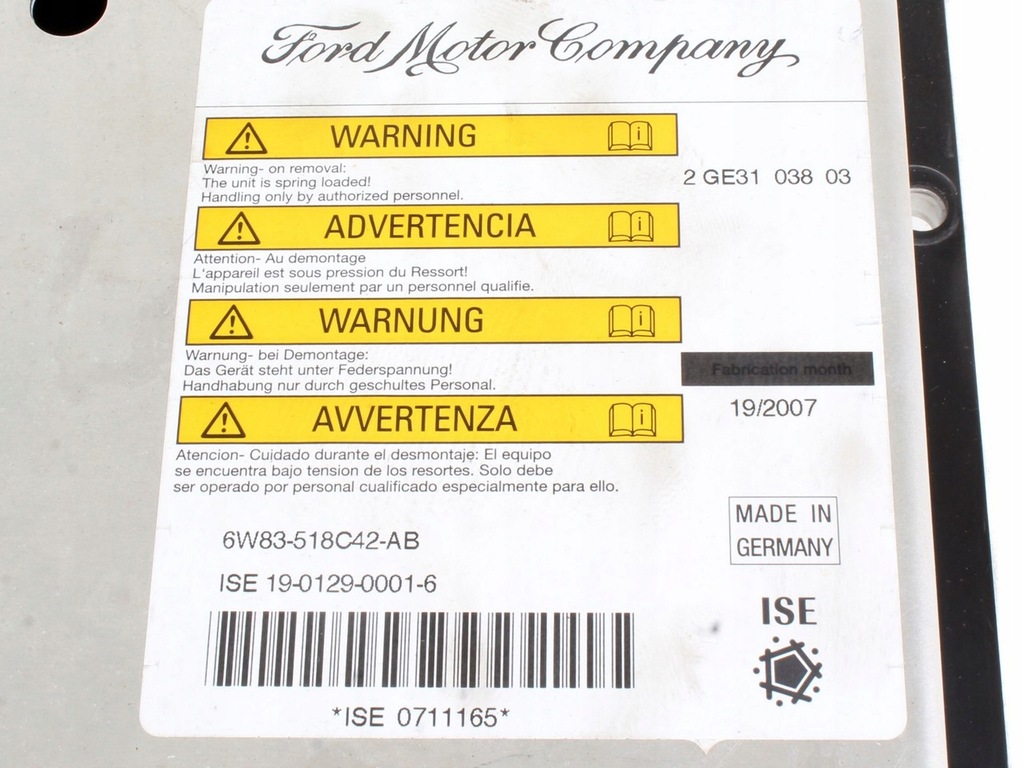 Ford Motor Company
WARNING
Warning- on removal:
The unit is spring loaded!
Handling only by authorized personnel.
2 GE31 038 03
ADVERTENCIA
Attention- Au demontage
L'appareil est sous pression du Ressort!
Manipulation seulement par un personnel qualifie.
WARNUNG
Warnung- bei Demontage:
Das Gerät steht unter Federspannung!
Handhabung nur durch geschultes Personal.
Fabrication month
19/2007
AVVERTENZA
Atencion- Cuidado durante el desmontaje: El equipo
se encuentra bajo tension de los resortes. Solo debe
ser operado por personal cualificado especialmente para ello.
MADE IN
GERMANY
6W83-518C42-AB
ISE 19-0129-0001-6
ISE
*ISE 0711165*